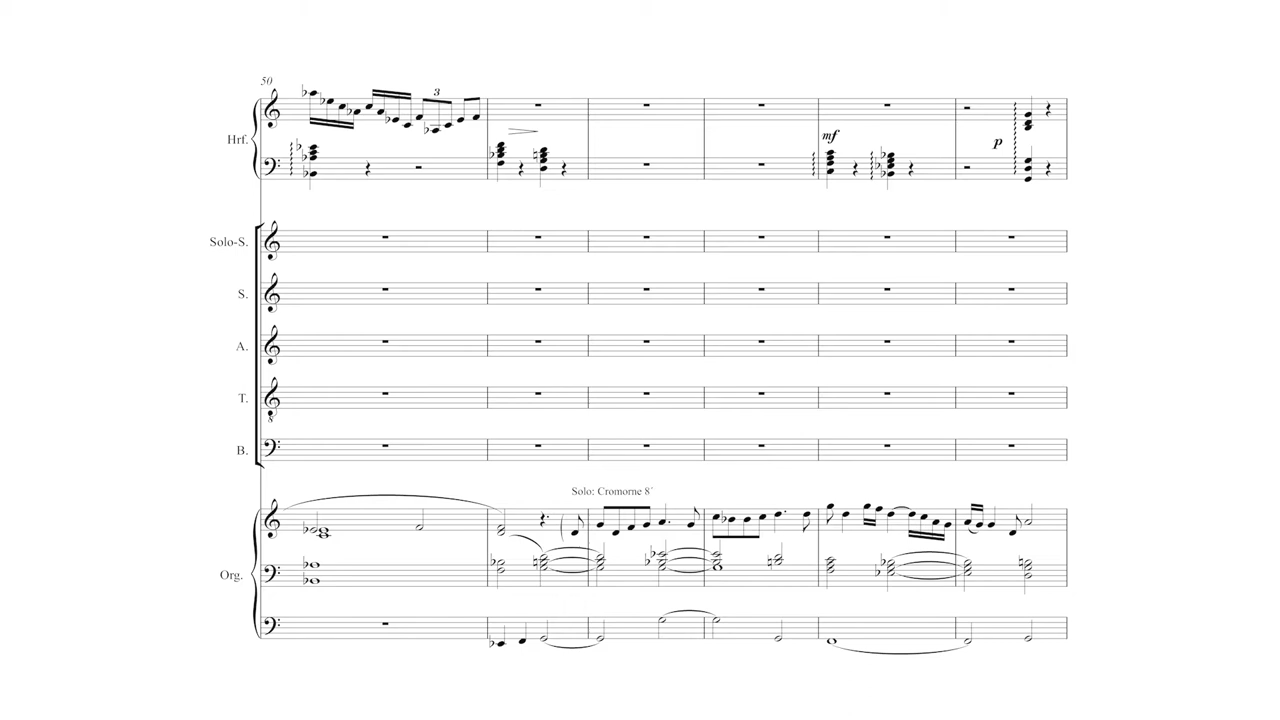 50
3
Hrf.
mf
p
Solo-S.
S.
A.
T.
8
B.
Solo: Cromorne 8´
Org.